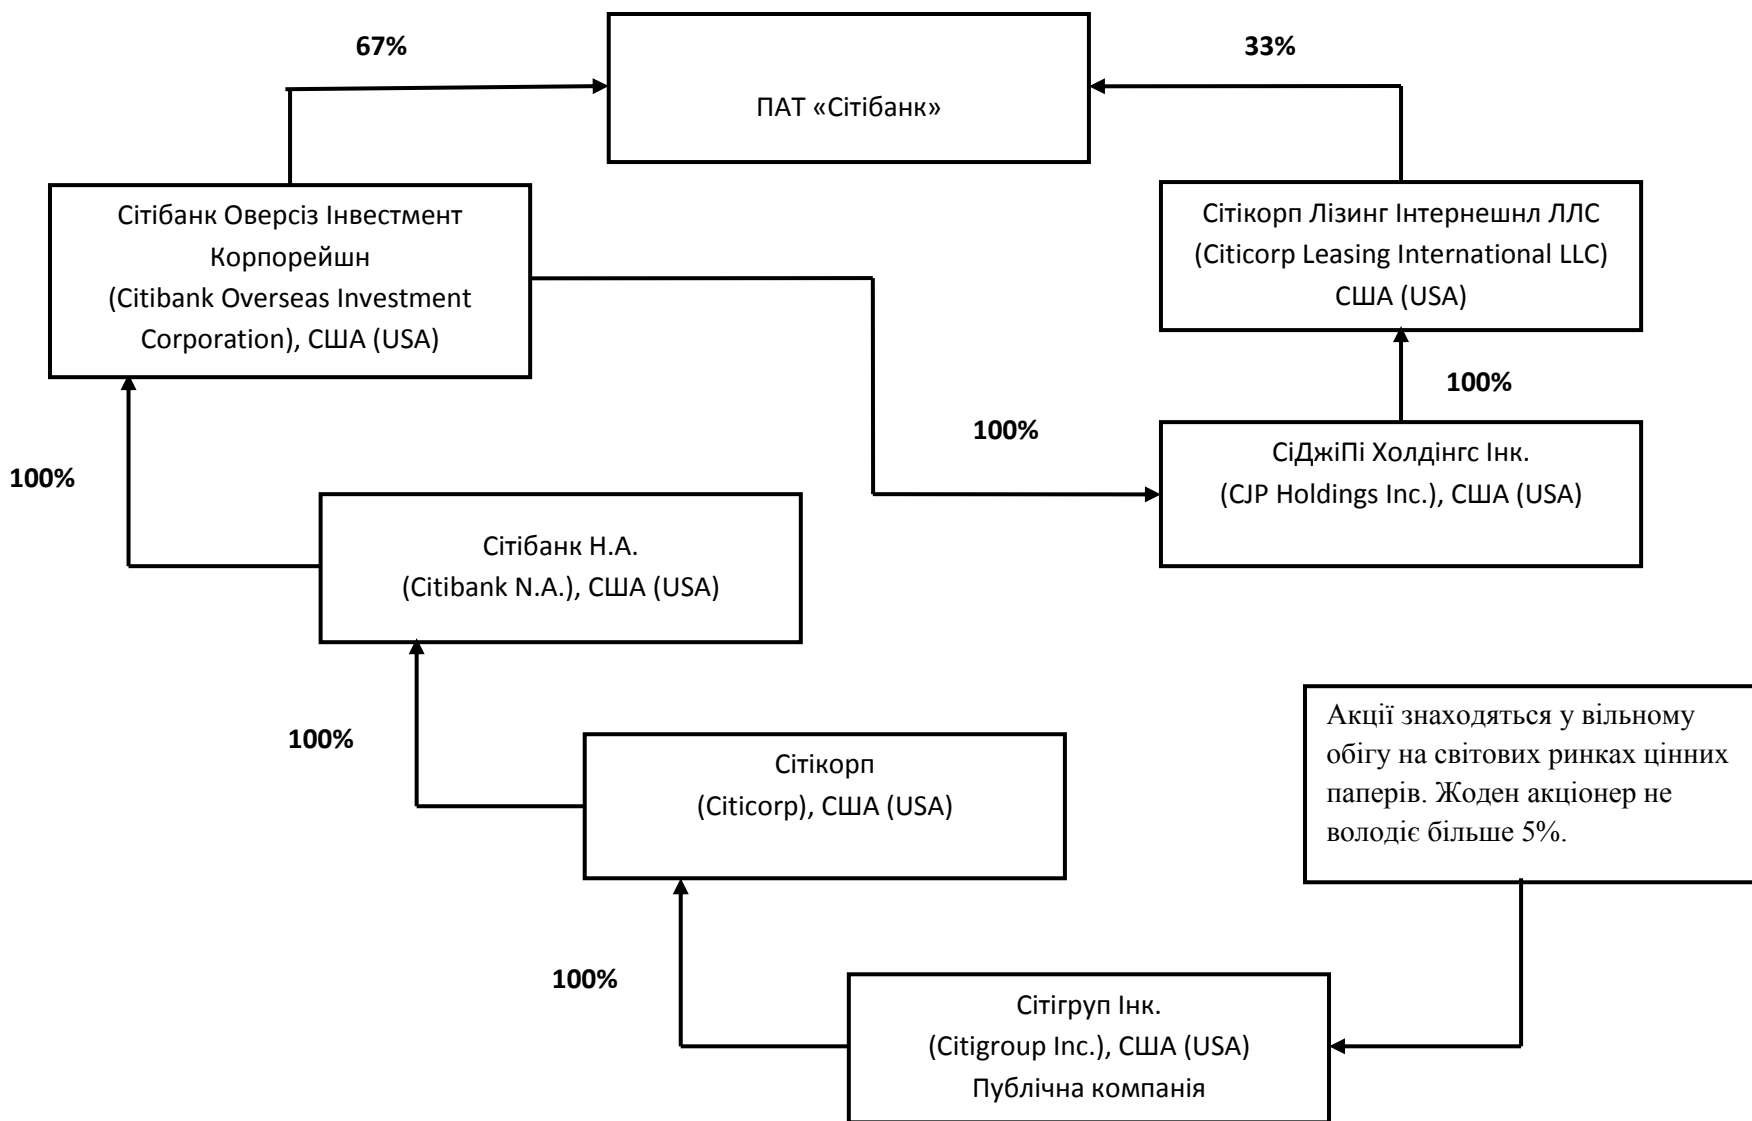 67%
33%
ПАТ «Сітібанк»
Сітібанк Оверсіз Інвестмент
Корпорейшн
(Citibank Overseas Investment
Corporation), США (USA)
Сітікорп Лізинг Інтернешнл ЛЛС
(Citicorp Leasing International LLC)
США (USA)
100%
100%
СіДжіПі Холдінгс Інк.
(CJP Holdings Inc.), США (USA)
100%
Сітібанк Н.А.
(Citibank N.A.), США (USA)
100%
Сітікорп
(Citicorp), США (USA)
Акції знаходяться у вільному
обігу на світових ринках цінних
паперів. Жоден акціонер не
володіє більше 5%.
100%
Сітігруп Інк.
(Citigroup Inc.), США (USA)
Публічна компанія